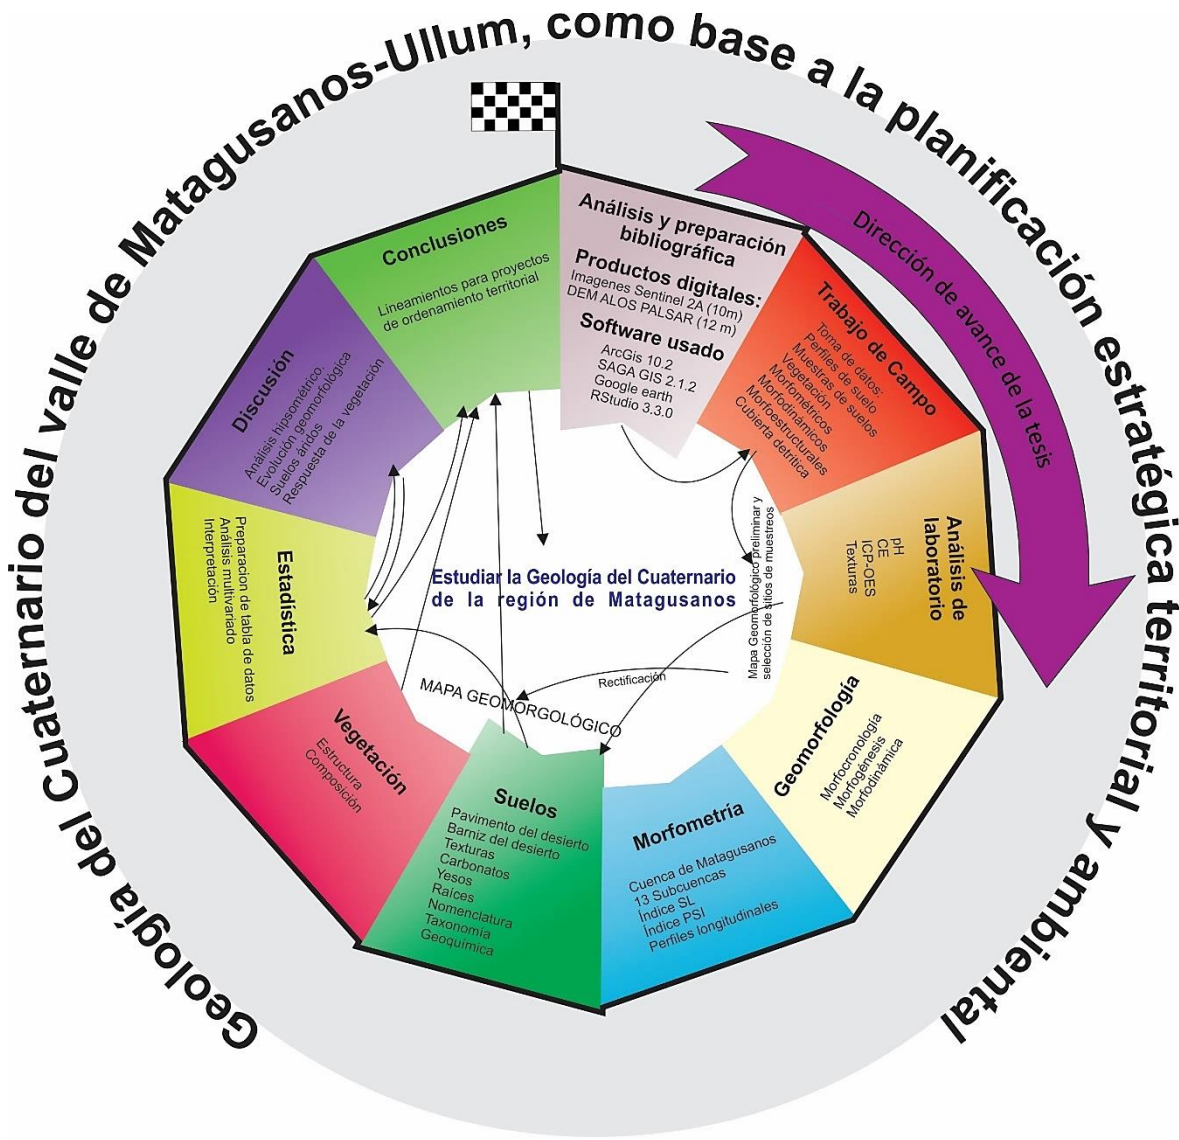 Geología del Cuaternario del valle de Matagusanos-Ullum, como base a la planificación estratégica territorial y ambiental
Dirección de avance de la tesis
Análisis y preparación
bibliográfica
Productos digitales:
Imagenes Sentinel 2A (10m)
DEM ALOS PALSAR (12 m)
Software usado
ArcGis 10.2
SAGA GIS 2.1.2
Google earth
RStudio 3.3.0
Trabajo de Campo
Toma de datos:
Perfiles de suelo
Muestras de suelos
Vegetación
Morfométricos
Morfodinámicos
Morfoestructurales
Cubierta detrítica
Análisis de
laboratorio
pH
CE
ICP-OES
Texturas
Geomorfología
Morfocronología
Morfogénesis
Morfodinámica
Morfometría
Cuenca de Matagusanos
13 Subcuencas
Índice SL
Índice PSI
Perfiles longitudinales
Suelos
Pavimento del desierto
Barniz del desierto
Texturas
Carbonatos
Yesos
Raíces
Nomenclatura
Taxonomía
Geoquímica
Vegetación
Estructura
Composición
Estadística
Preparacion de tabla de datos
Análisis multivariado
Interpretación
Discusión
Análisis hipsométrico.
Evolución geomorfológica
Suelos áridos
Respuesta de la vegetación
Conclusiones
Lineamientos para proyectos
de ordenamiento territorial
Estudiar la Geología del Cuaternario
de la región de Matagusanos
Mapa Geomorfológico preliminar y
selección de sitios de muestreos
Rectificación
MAPA GEOMORGOLÓGICO